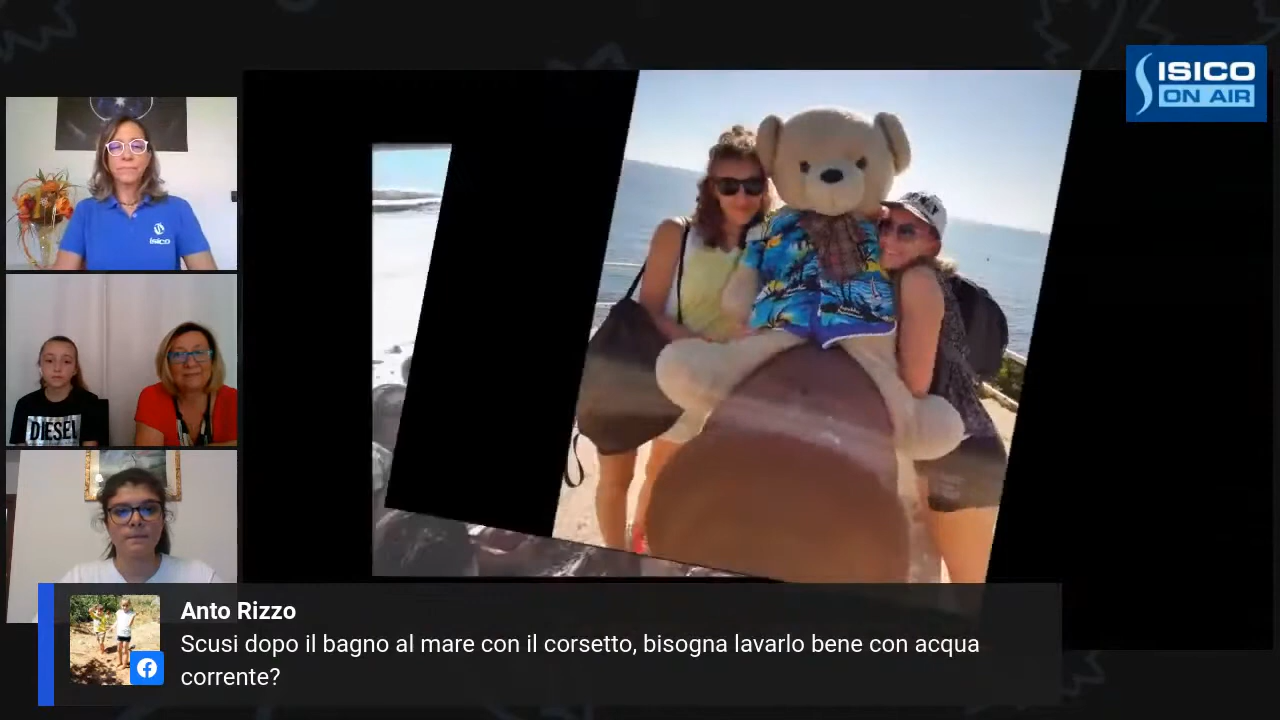 ISICO
ON AIR
isico
DIESEL
Anto Rizzo
Scusi dopo il bagno al mare con il corsetto, bisogna lavarlo bene con acqua
corrente?